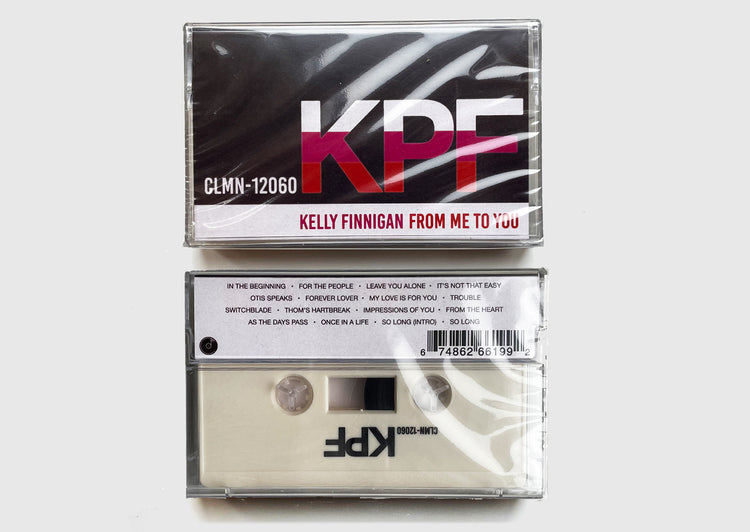 KPF
CLMN-12060
KELLY FINNIGAN FROM ME TO YOU
IN THE BEGINNING • FOR THE PEOPLE • LEAVE YOU ALONE • IT'S NOT THAT EASY
OTIS SPEAKS • FOREVER LOVER • MY LOVE IS FOR YOU • TROUBLE
SWITCHBLADE • THOM'S HARTBREAK • IMPRESSIONS OF YOU • FROM THE HEART
AS THE DAYS PASS • ONCE IN A LIFE • SO LONG (INTRO) • SO LONG
6 74862 66199 2
CLMN-12060
KPF